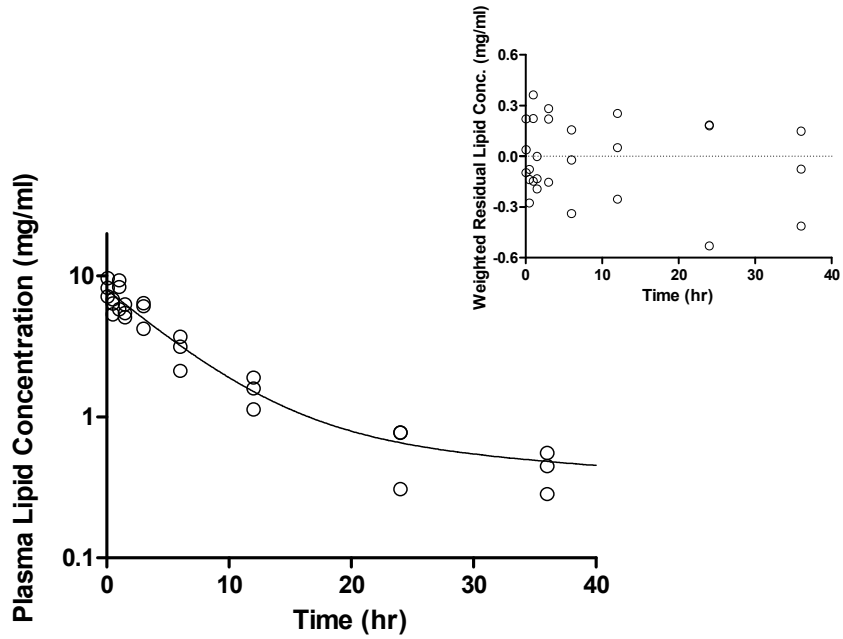 Weighted Residual Lipid Conc. (mg/ml)
0.6
0.3
0.0
-0.3
-0.6
0 10 20 30 40
Time (hr)
Plasma Lipid Concentration (mg/ml)
10
1
0.1
0 10 20 30 40
Time (hr)